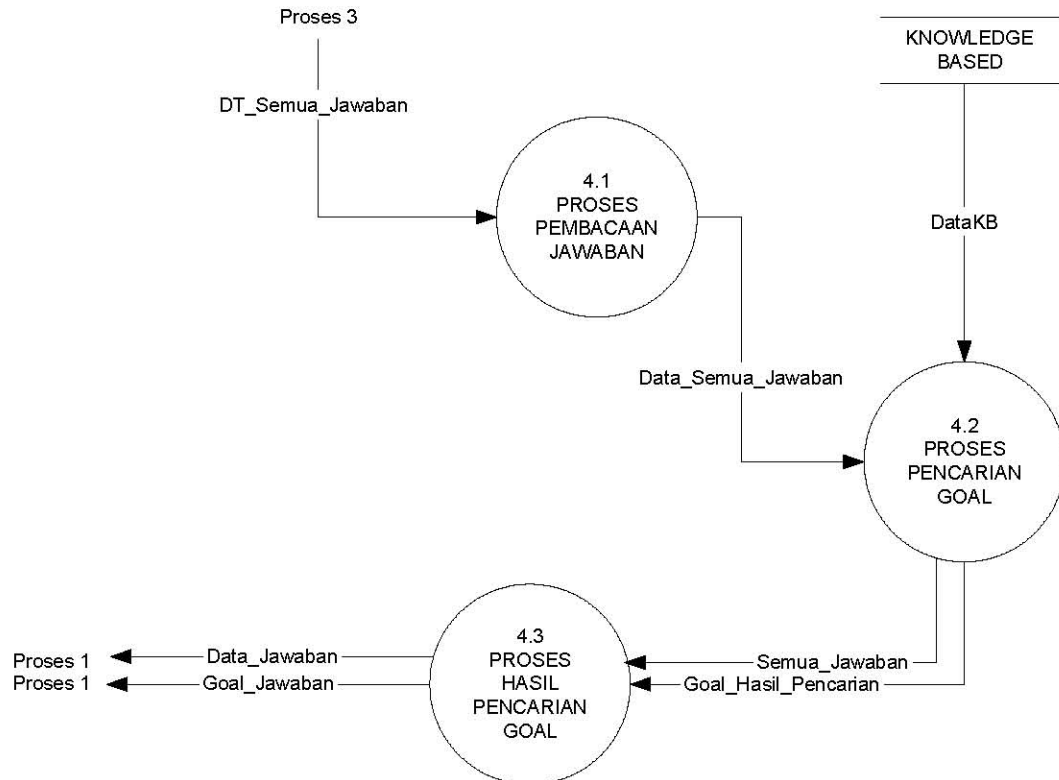 Proses 3
KNOWLEDGE
BASED
DT_Semua_Jawaban
4.1
PROSES
PEMBACAAN
JAWABAN
DataKB
Data_Semua_Jawaban
4.2
PROSES
PENCARIAN
GOAL
4.3
PROSES
HASIL
PENCARIAN
GOAL
Semua_Jawaban
Goal_Hasil_Pencarian
Data_Jawaban
Goal_Jawaban
Proses 1
Proses 1